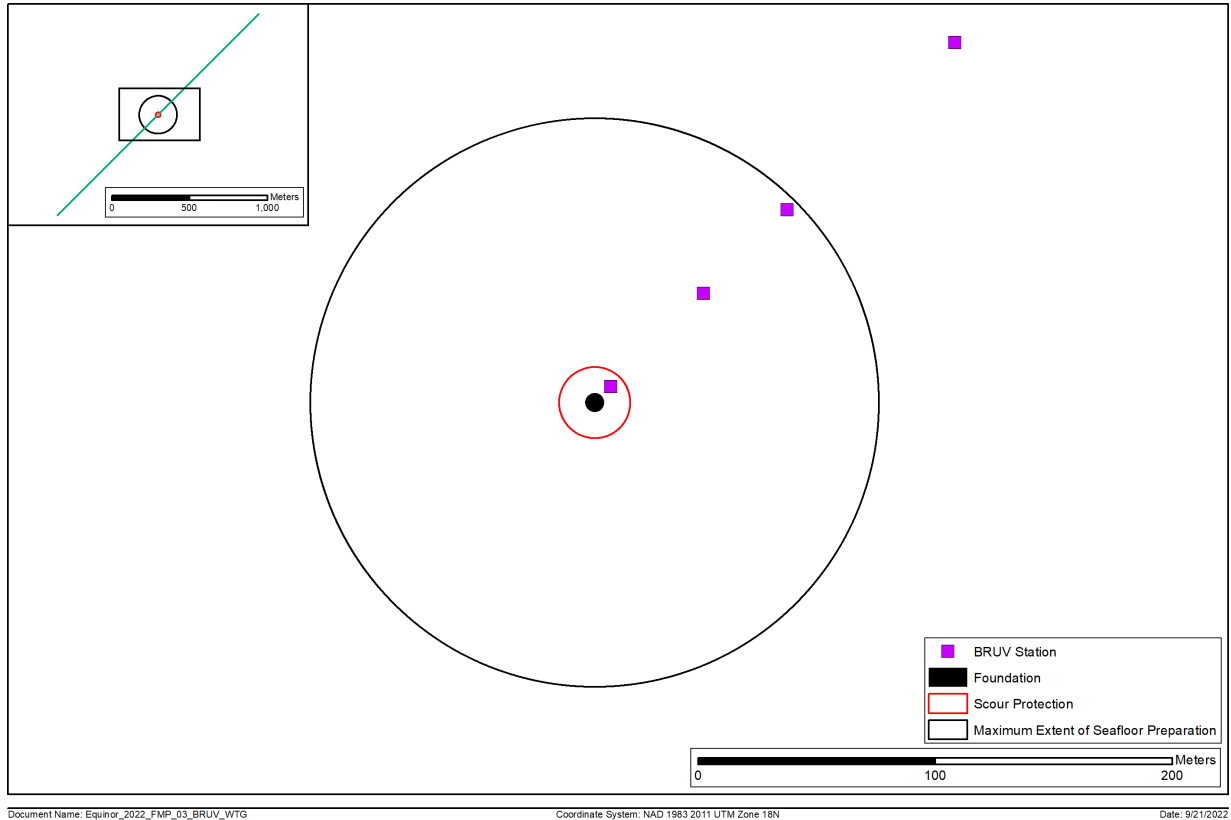 Meters
0 500 1,000
BRUV Station
Foundation
Scour Protection
Maximum Extent of Seafloor Preparation
Meters
0 100 200
Document Name: Equinor_2022_FMP_03_BRUV_WTG Coordinate System: NAD 1983 2011 UTM Zone 18N Date: 9/21/2022